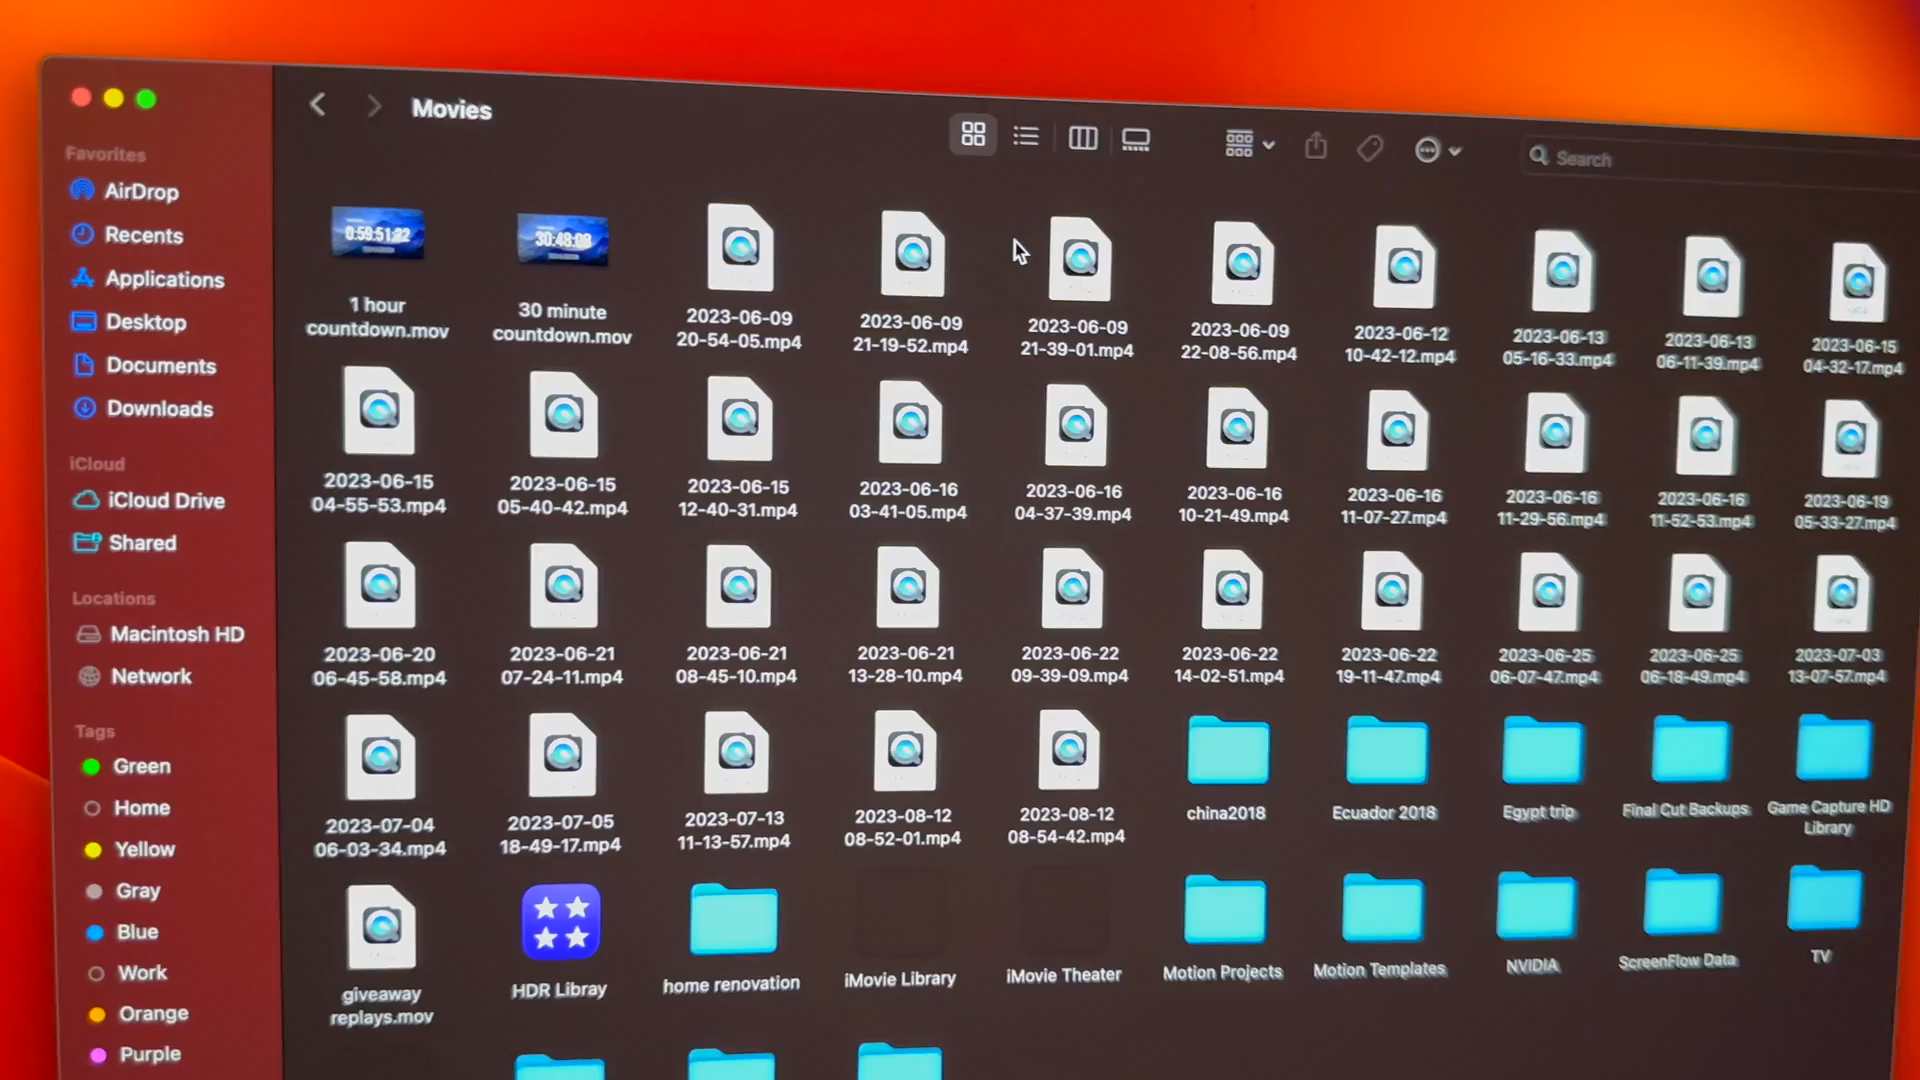 Movies
Search
Favorites
AirDrop
Recents
Applications
Desktop
Documents
Downloads
iCloud
iCloud Drive
Shared
Locations
Macintosh HD
Network
Tags
Green
Home
Yellow
Gray
Blue
Work
Orange
Purple
0:59:51:22
1 hour
countdown.mov
30:48:08
30 minute
countdown.mov
2023-06-09
20-54-05.mp4
2023-06-09
21-19-52.mp4
2023-06-09
21-39-01.mp4
2023-06-09
22-08-56.mp4
2023-06-12
10-42-12.mp4
2023-06-13
05-16-33.mp4
2023-06-13
06-11-39.mp4
2023-06-15
04-32-17.mp4
2023-06-15
04-55-53.mp4
2023-06-15
05-40-42.mp4
2023-06-15
12-40-31.mp4
2023-06-16
03-41-05.mp4
2023-06-16
04-37-39.mp4
2023-06-16
10-21-49.mp4
2023-06-16
11-07-27.mp4
2023-06-16
11-29-56.mp4
2023-06-16
11-52-53.mp4
2023-06-19
05-33-27.mp4
2023-06-20
06-45-58.mp4
2023-06-21
07-24-11.mp4
2023-06-21
08-45-10.mp4
2023-06-21
13-28-10.mp4
2023-06-22
09-39-09.mp4
2023-06-22
14-02-51.mp4
2023-06-22
19-11-47.mp4
2023-06-25
06-07-47.mp4
2023-06-25
06-18-49.mp4
2023-07-03
13-07-57.mp4
2023-07-04
06-03-34.mp4
2023-07-05
18-49-17.mp4
2023-07-13
11-13-57.mp4
2023-08-12
08-52-01.mp4
2023-08-12
08-54-42.mp4
china2018
Ecuador 2018
Egypt trip
Final Cut Backups
Game Capture HD
Library
giveaway
replays.mov
HDR Libray
home renovation
iMovie Library
iMovie Theater
Motion Projects
Motion Templates
NVIDIA
ScreenFlow Data
TV